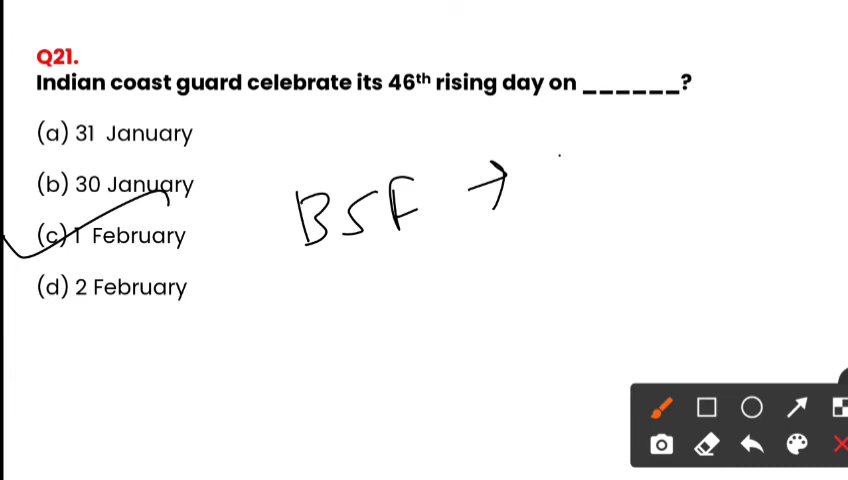 Q21.
Indian coast guard celebrate its 46th rising day on ______?
(a) 31 January
(b) 30 January
(c) 1 February
(d) 2 February
BSF →